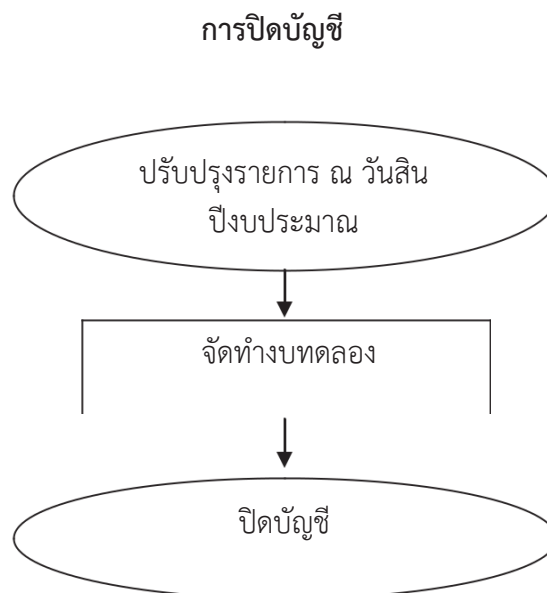 การปิดบัญชี
ปรับปรุงรายการ ณ วันสิน
ปีงบประมาณ
จัดทำงบทดลอง
ปิดบัญชี